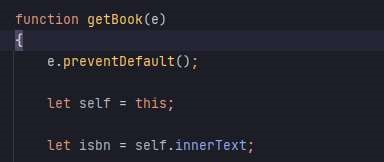 function getBook(e)
{
e.preventDefault();
let self = this;
let isbn = self.innerText;